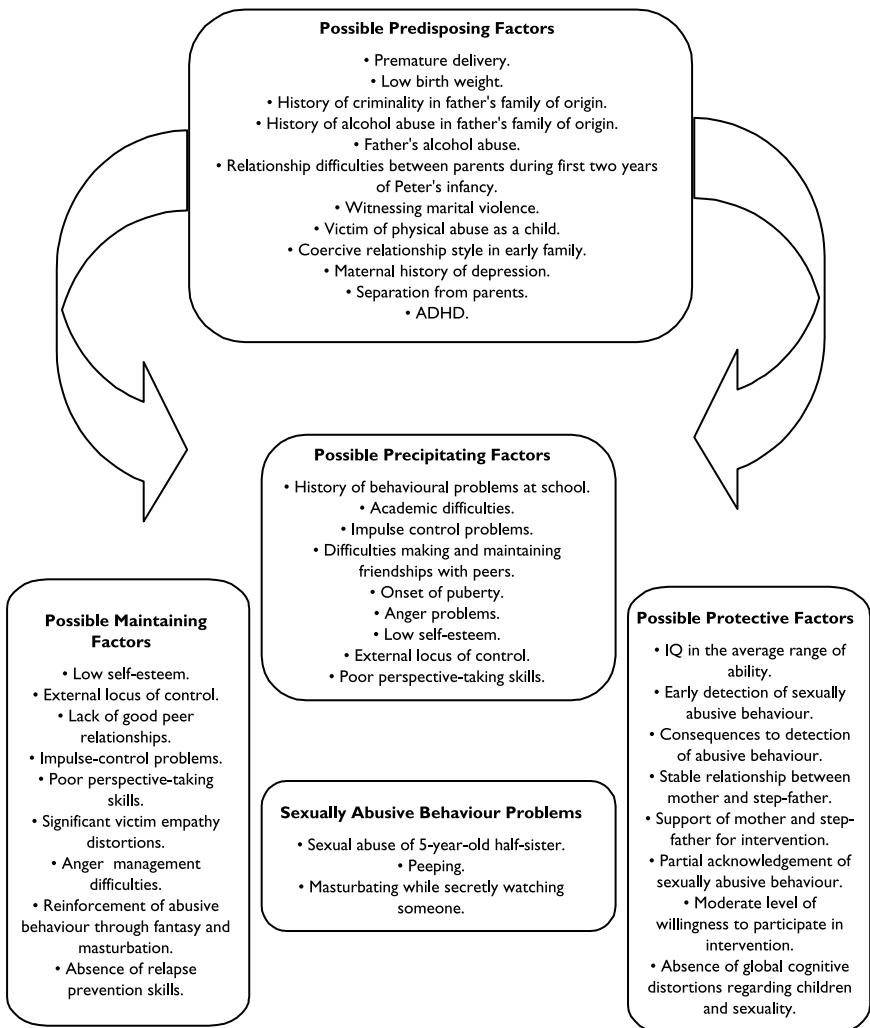 Possible Predisposing Factors
• Premature delivery.
• Low birth weight.
• History of criminality in father's family of origin.
• History of alcohol abuse in father's family of origin.
• Father's alcohol abuse.
• Relationship difficulties between parents during first two years
of Peter's infancy.
• Witnessing marital violence.
• Victim of physical abuse as a child.
• Coercive relationship style in early family.
• Maternal history of depression.
• Separation from parents.
• ADHD.
Possible Precipitating Factors
• History of behavioural problems at school.
• Academic difficulties.
• Impulse control problems.
• Difficulties making and maintaining
friendships with peers.
• Onset of puberty.
• Anger problems.
• Low self-esteem.
• External locus of control.
• Poor perspective-taking skills.
Possible Maintaining
Factors
• Low self-esteem.
• External locus of control.
• Lack of good peer
relationships.
• Impulse-control problems.
• Poor perspective-taking
skills.
• Significant victim empathy
distortions.
• Anger management
difficulties.
• Reinforcement of abusive
behaviour through fantasy and
masturbation.
• Absence of relapse
prevention skills.
Sexually Abusive Behaviour Problems
• Sexual abuse of 5-year-old half-sister.
• Peeping.
• Masturbating while secretly watching
someone.
Possible Protective Factors
• IQ in the average range of
ability.
• Early detection of sexually
abusive behaviour.
• Consequences to detection
of abusive behaviour.
• Stable relationship between
mother and step-father.
• Support of mother and step-
father for intervention.
• Partial acknowledgement of
sexually abusive behaviour.
• Moderate level of
willingness to participate in
intervention.
• Absence of global cognitive
distortions regarding children
and sexuality.